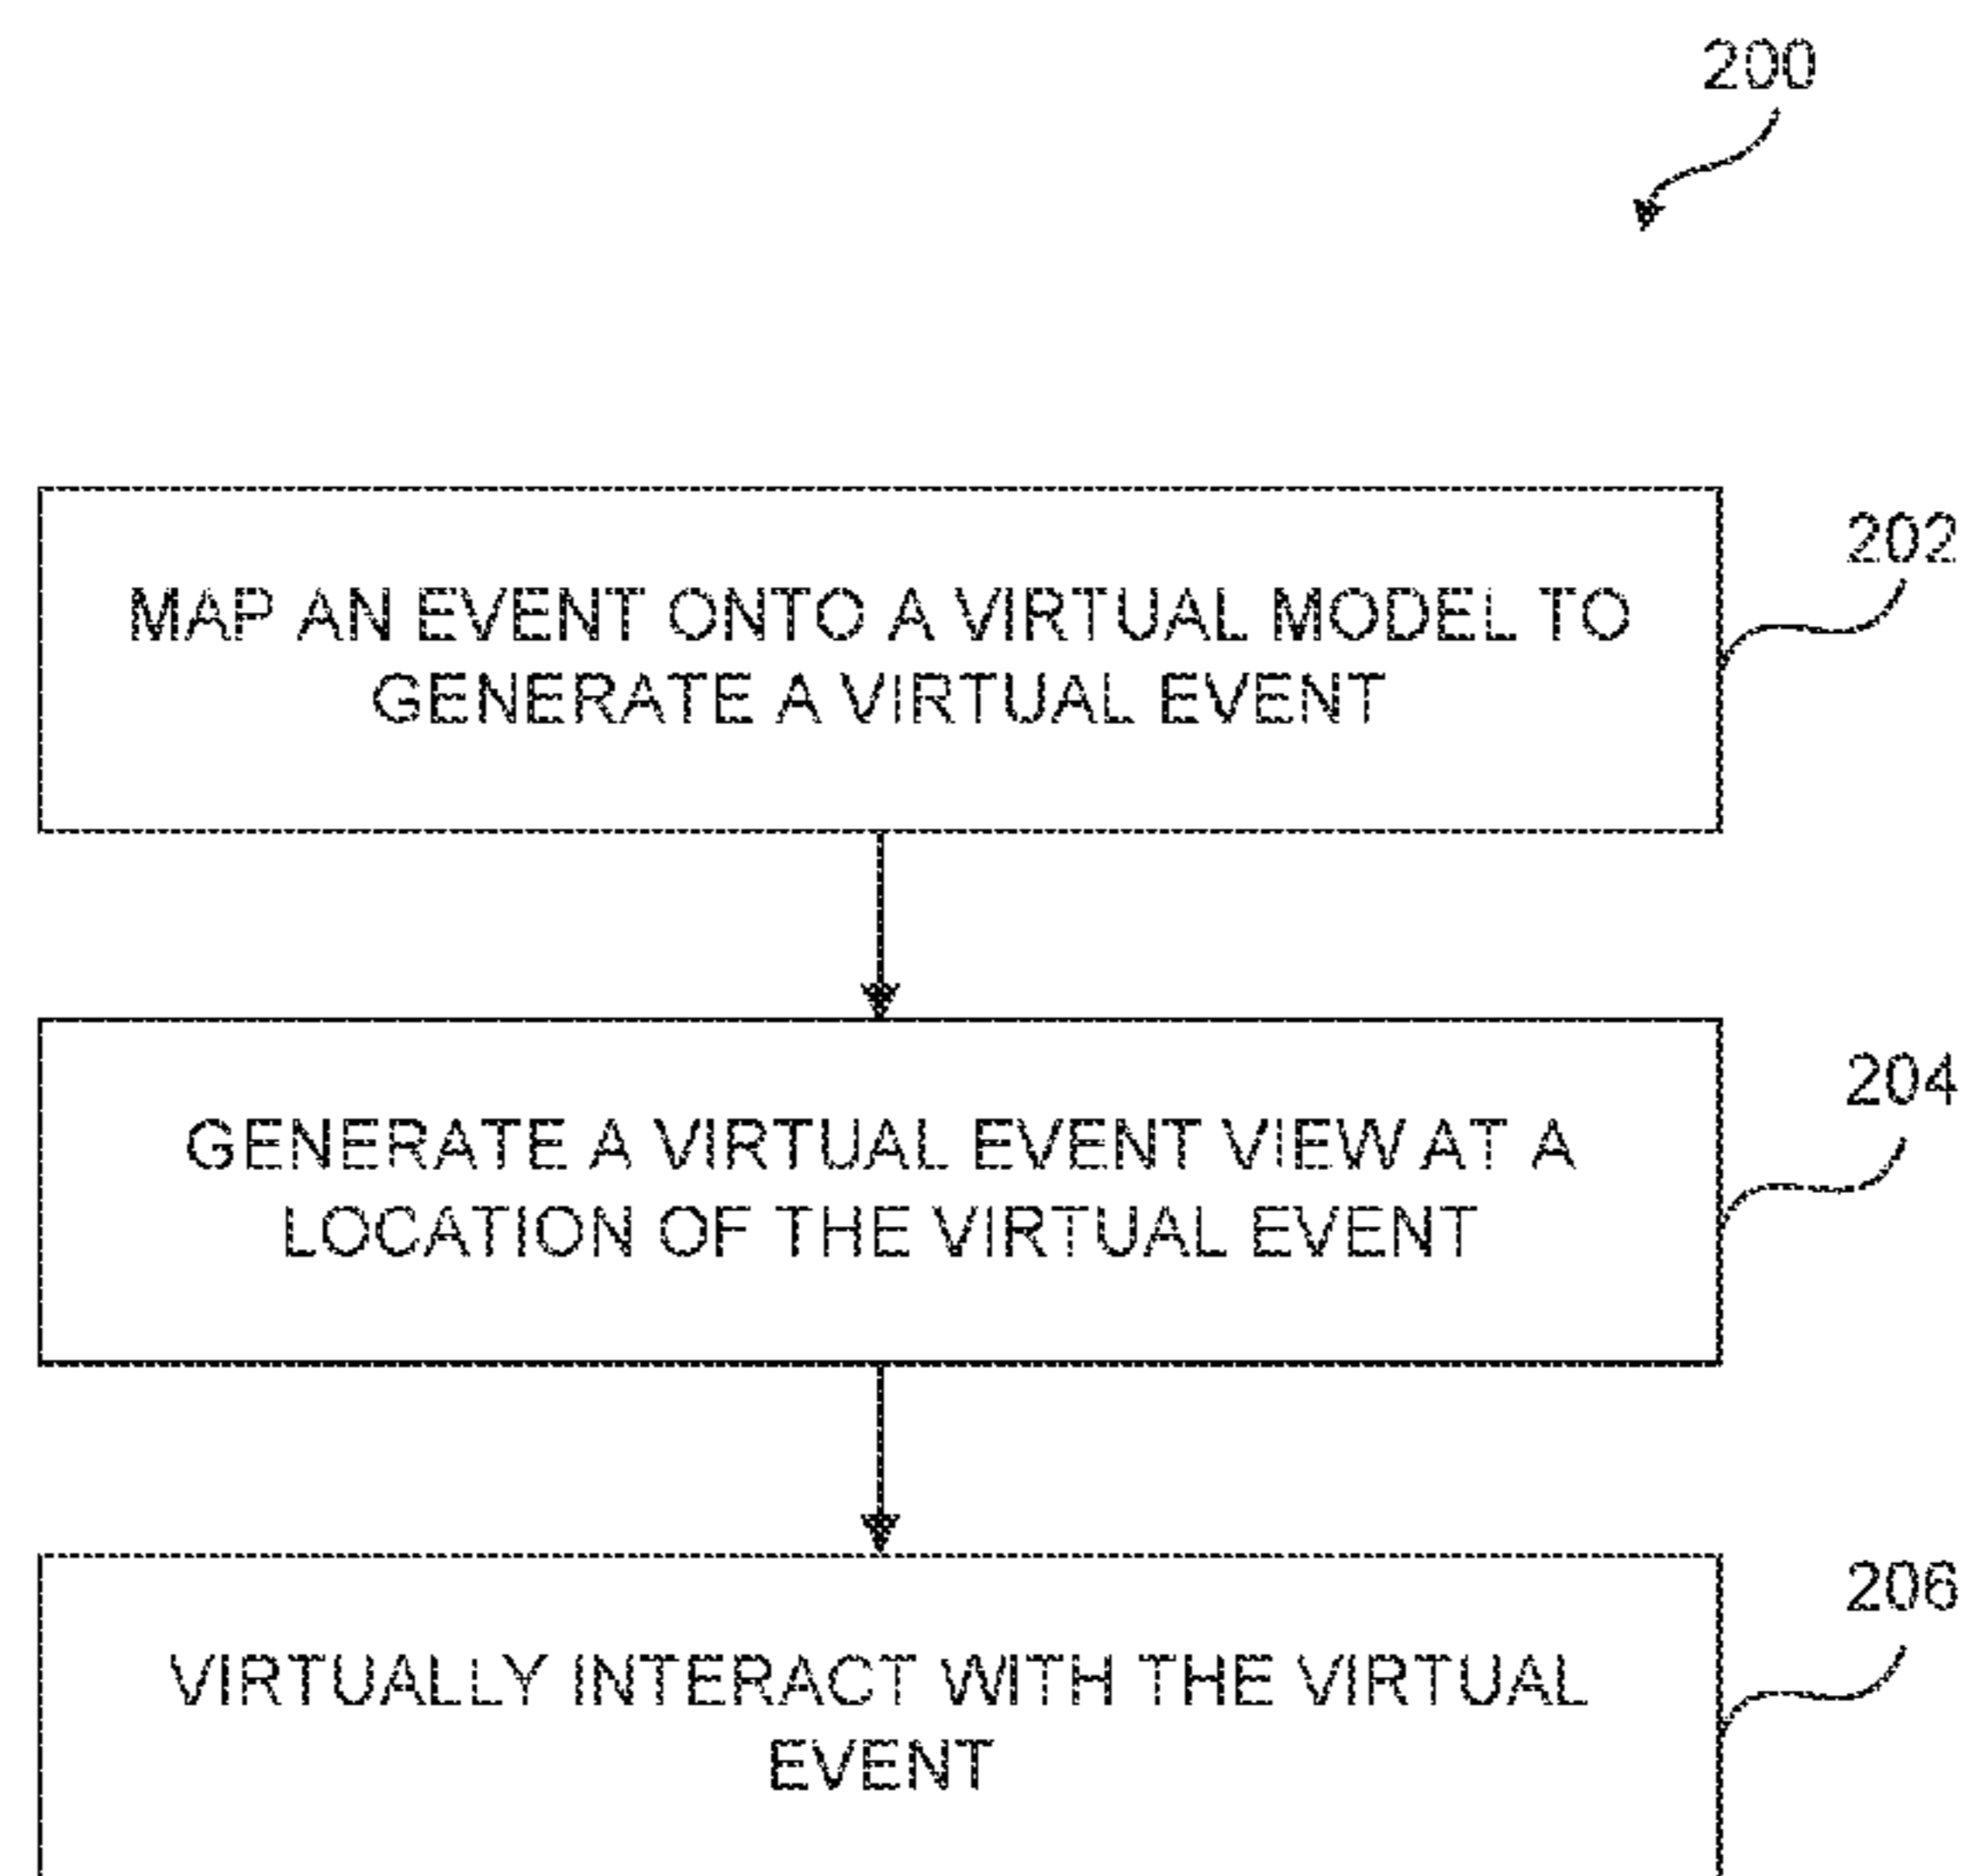 200
202
MAP AN EVENT ONTO A VIRTUAL MODEL TO
GENERATE A VIRTUAL EVENT
204
GENERATE A VIRTUAL EVENT VIEW AT A
LOCATION OF THE VIRTUAL EVENT
206
VIRTUALLY INTERACT WITH THE VIRTUAL
EVENT